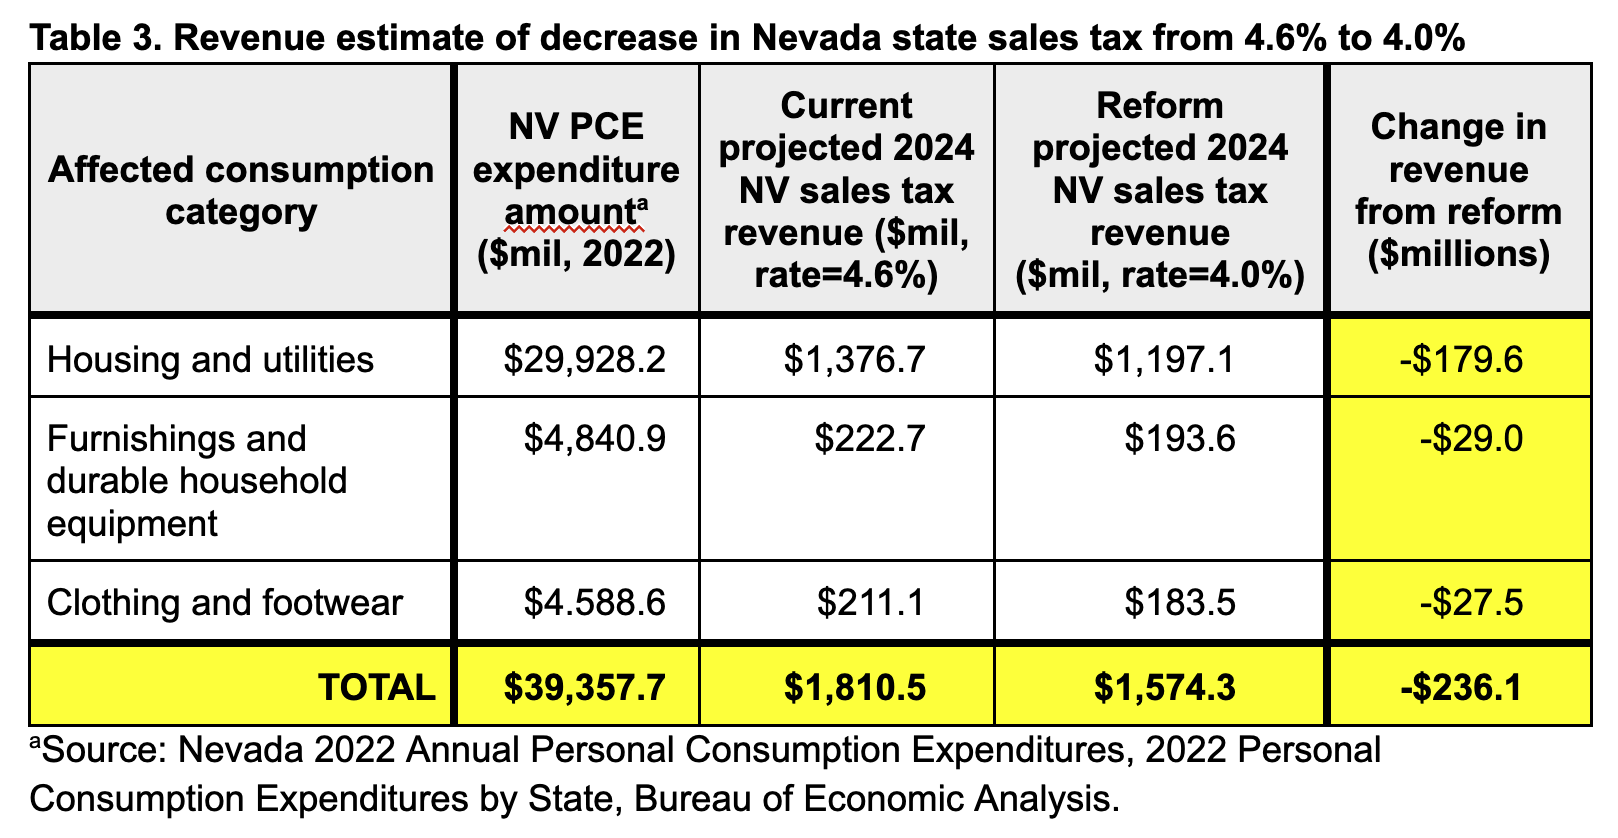 Table 3. Revenue estimate of decrease in Nevada state sales tax from 4.6% to 4.0%
Affected consumption
category
NV PCE
expenditure
amountᵃ
($mil, 2022)
Current
projected 2024
NV sales tax
revenue ($mil,
rate=4.6%)
Reform
projected 2024
NV sales tax
revenue
($mil, rate=4.0%)
Change in
revenue
from reform
($millions)
Housing and utilities $29,928.2 $1,376.7 $1,197.1 -$179.6
Furnishings and $4,840.9 $222.7 $193.6 -$29.0
durable household
equipment
Clothing and footwear $4.588.6 $211.1 $183.5 -$27.5
TOTAL $39,357.7 $1,810.5 $1,574.3 -$236.1
ᵃSource: Nevada 2022 Annual Personal Consumption Expenditures, 2022 Personal
Consumption Expenditures by State, Bureau of Economic Analysis.